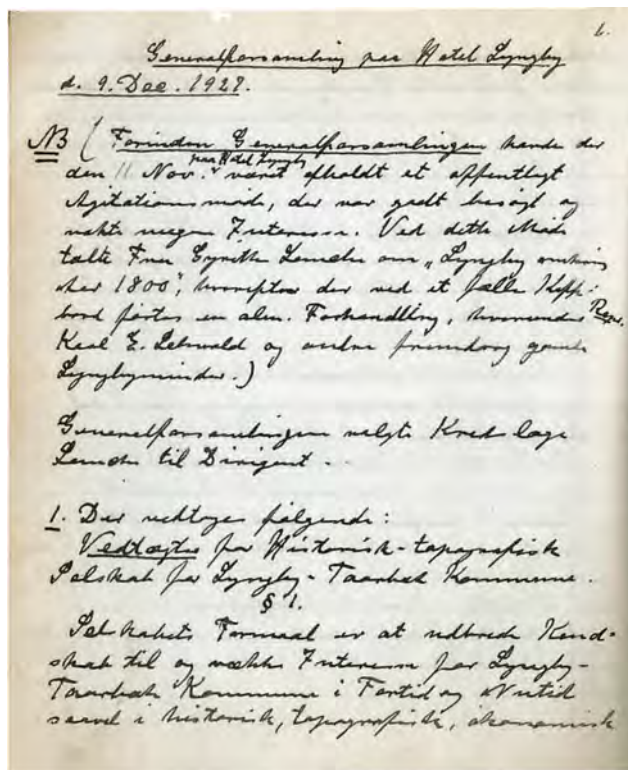 6.
Generalforsamling paa Hotel Lyngby
d. 9. Dec. 1927.
NB ( Forinden Generalforsamlingen havde der
den 11 Nov. paa Hotel Lyngby været afholdt et offentligt
Agitationsmøde, der var godt besøgt og
vakte megen Interesse. Ved dette Møde
talte Frue Gyrithe Lemche om „Lyngby omkring
Aar 1800”, hvorefter der ved et fælles Kaffe-
bord førtes en alm. Forhandling, hvorunder Redak.
Karl E. og andre fremdrog gamle
Lyngbyminder.)
Generalforsamlingen valgte Kredslæge
Lemche til Dirigent.
1. Der vedtoges følgende:
Vedtægter for Historisk-topografisk
Selskab for Lyngby-Taarbæk Kommune.
§ 1.
Selskabets Formaal er at udbrede Kend-
skab til og vække Interesse for Lyngby-
Taarbæk Kommune i Fortid og Nutid
saavel i historisk, topografisk, økonomisk